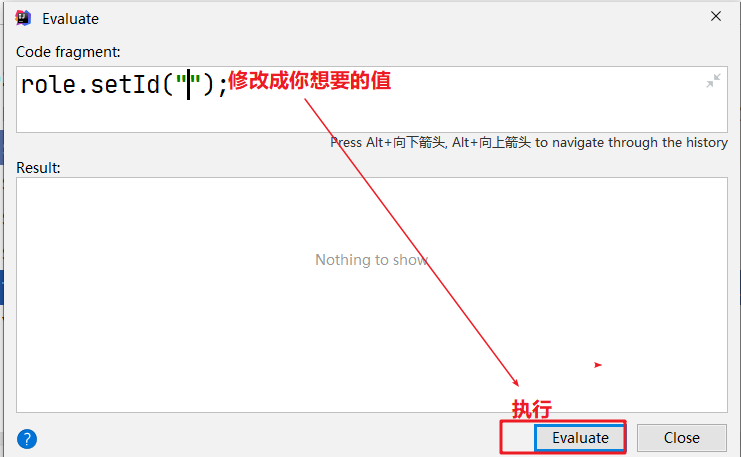 Evaluate
Code fragment:
role.setId("");修改成你想要的值
Press Alt+向下箭头, Alt+向上箭头 to navigate through the history
Result:
Nothing to show
执行
?
Evaluate
Close